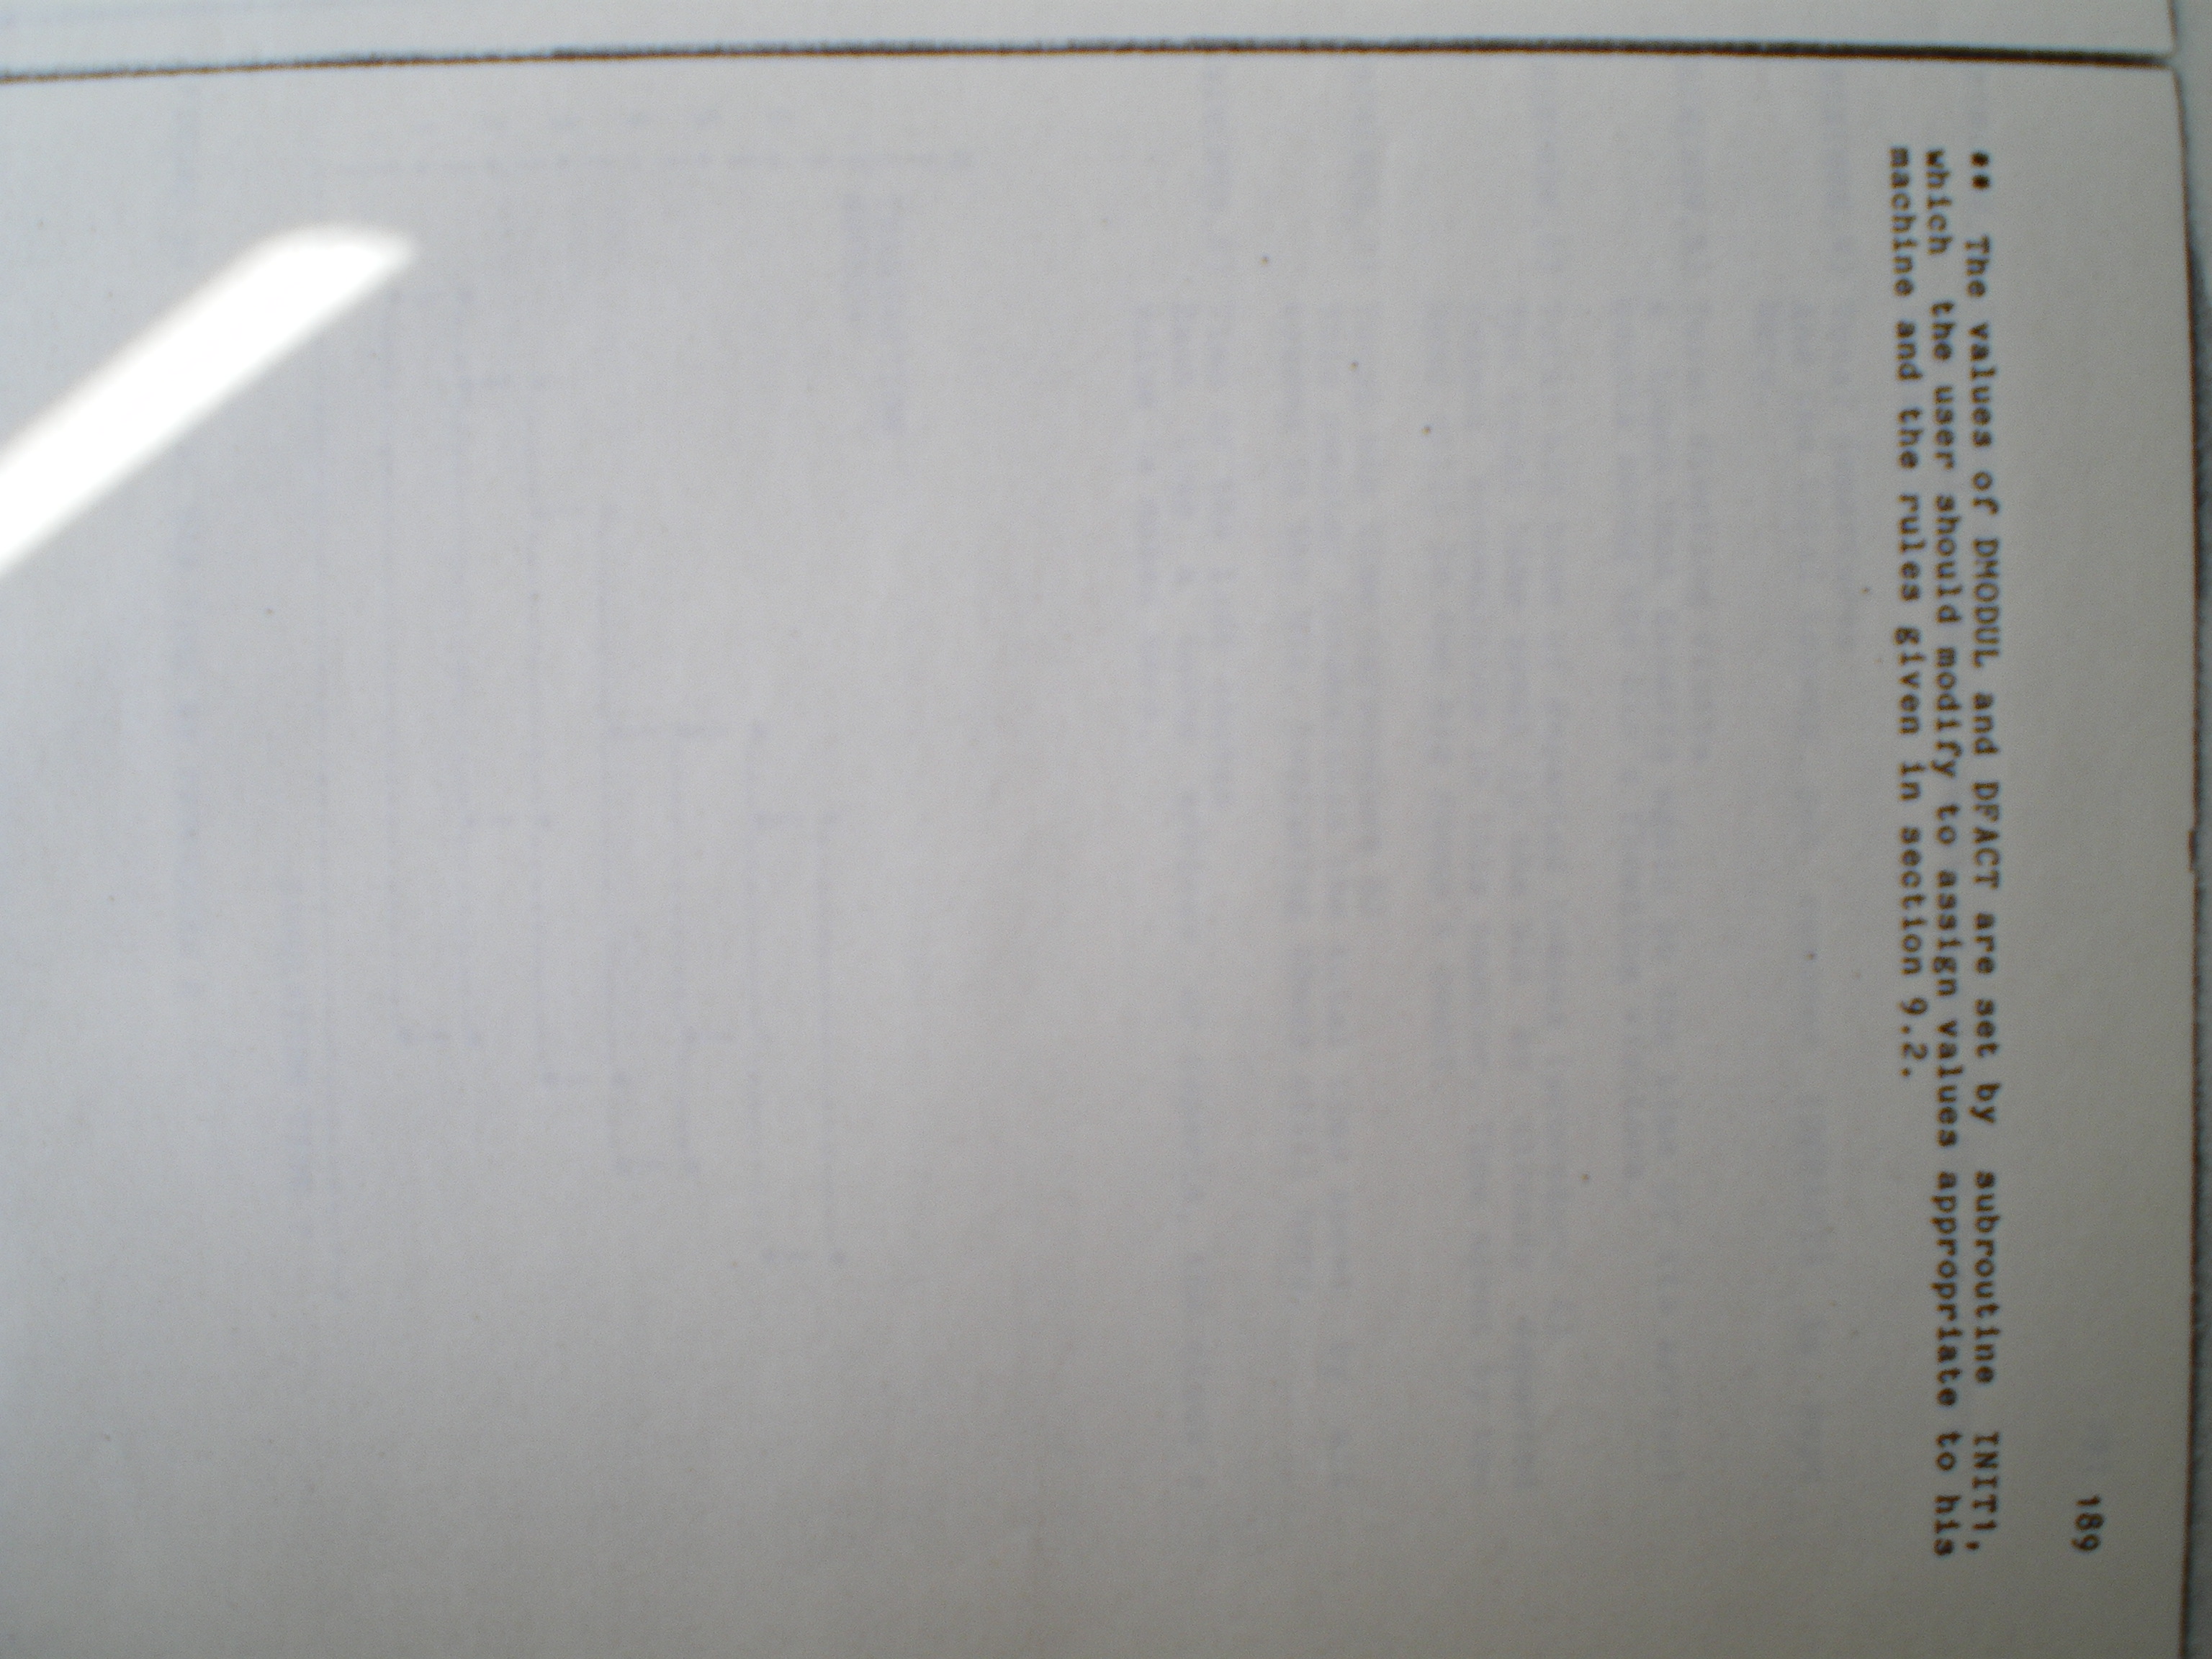 189
** The values of DMODUL and DFACT are set by subroutine INIT1,
which the user should modify to assign values appropriate to his
machine and the rules given in section 9.2.